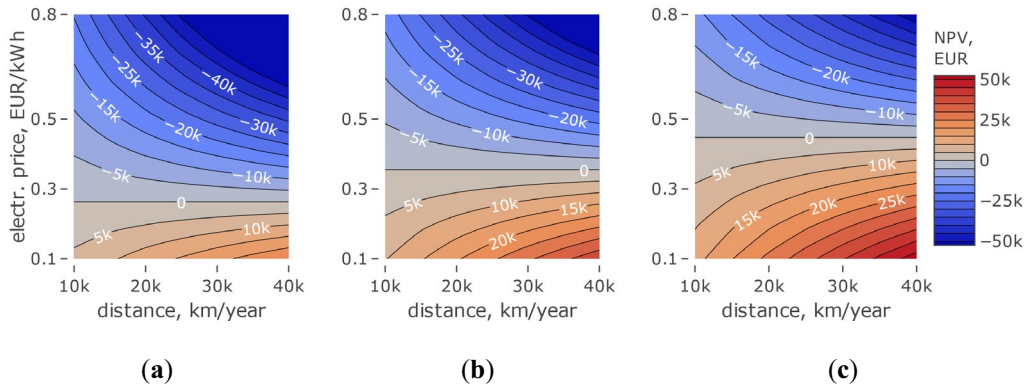 0.8
0.5
0.3
0.1
electr. price, EUR/kWh
−35k
−25k
−40k
−15k
−20k
−30k
−5k
−10k
0
5k
10k
10k 20k 30k 40k
distance, km/year
(a)
−25k
−15k
−30k
−5k
−10k
−20k
0
5k
10k
15k
20k
10k 20k 30k 40k
distance, km/year
(b)
−15k
−20k
−5k
−10k
0
5k
10k
15k
20k
25k
10k 20k 30k 40k
distance, km/year
(c)
NPV,
EUR
50k
25k
0
−25k
−50k